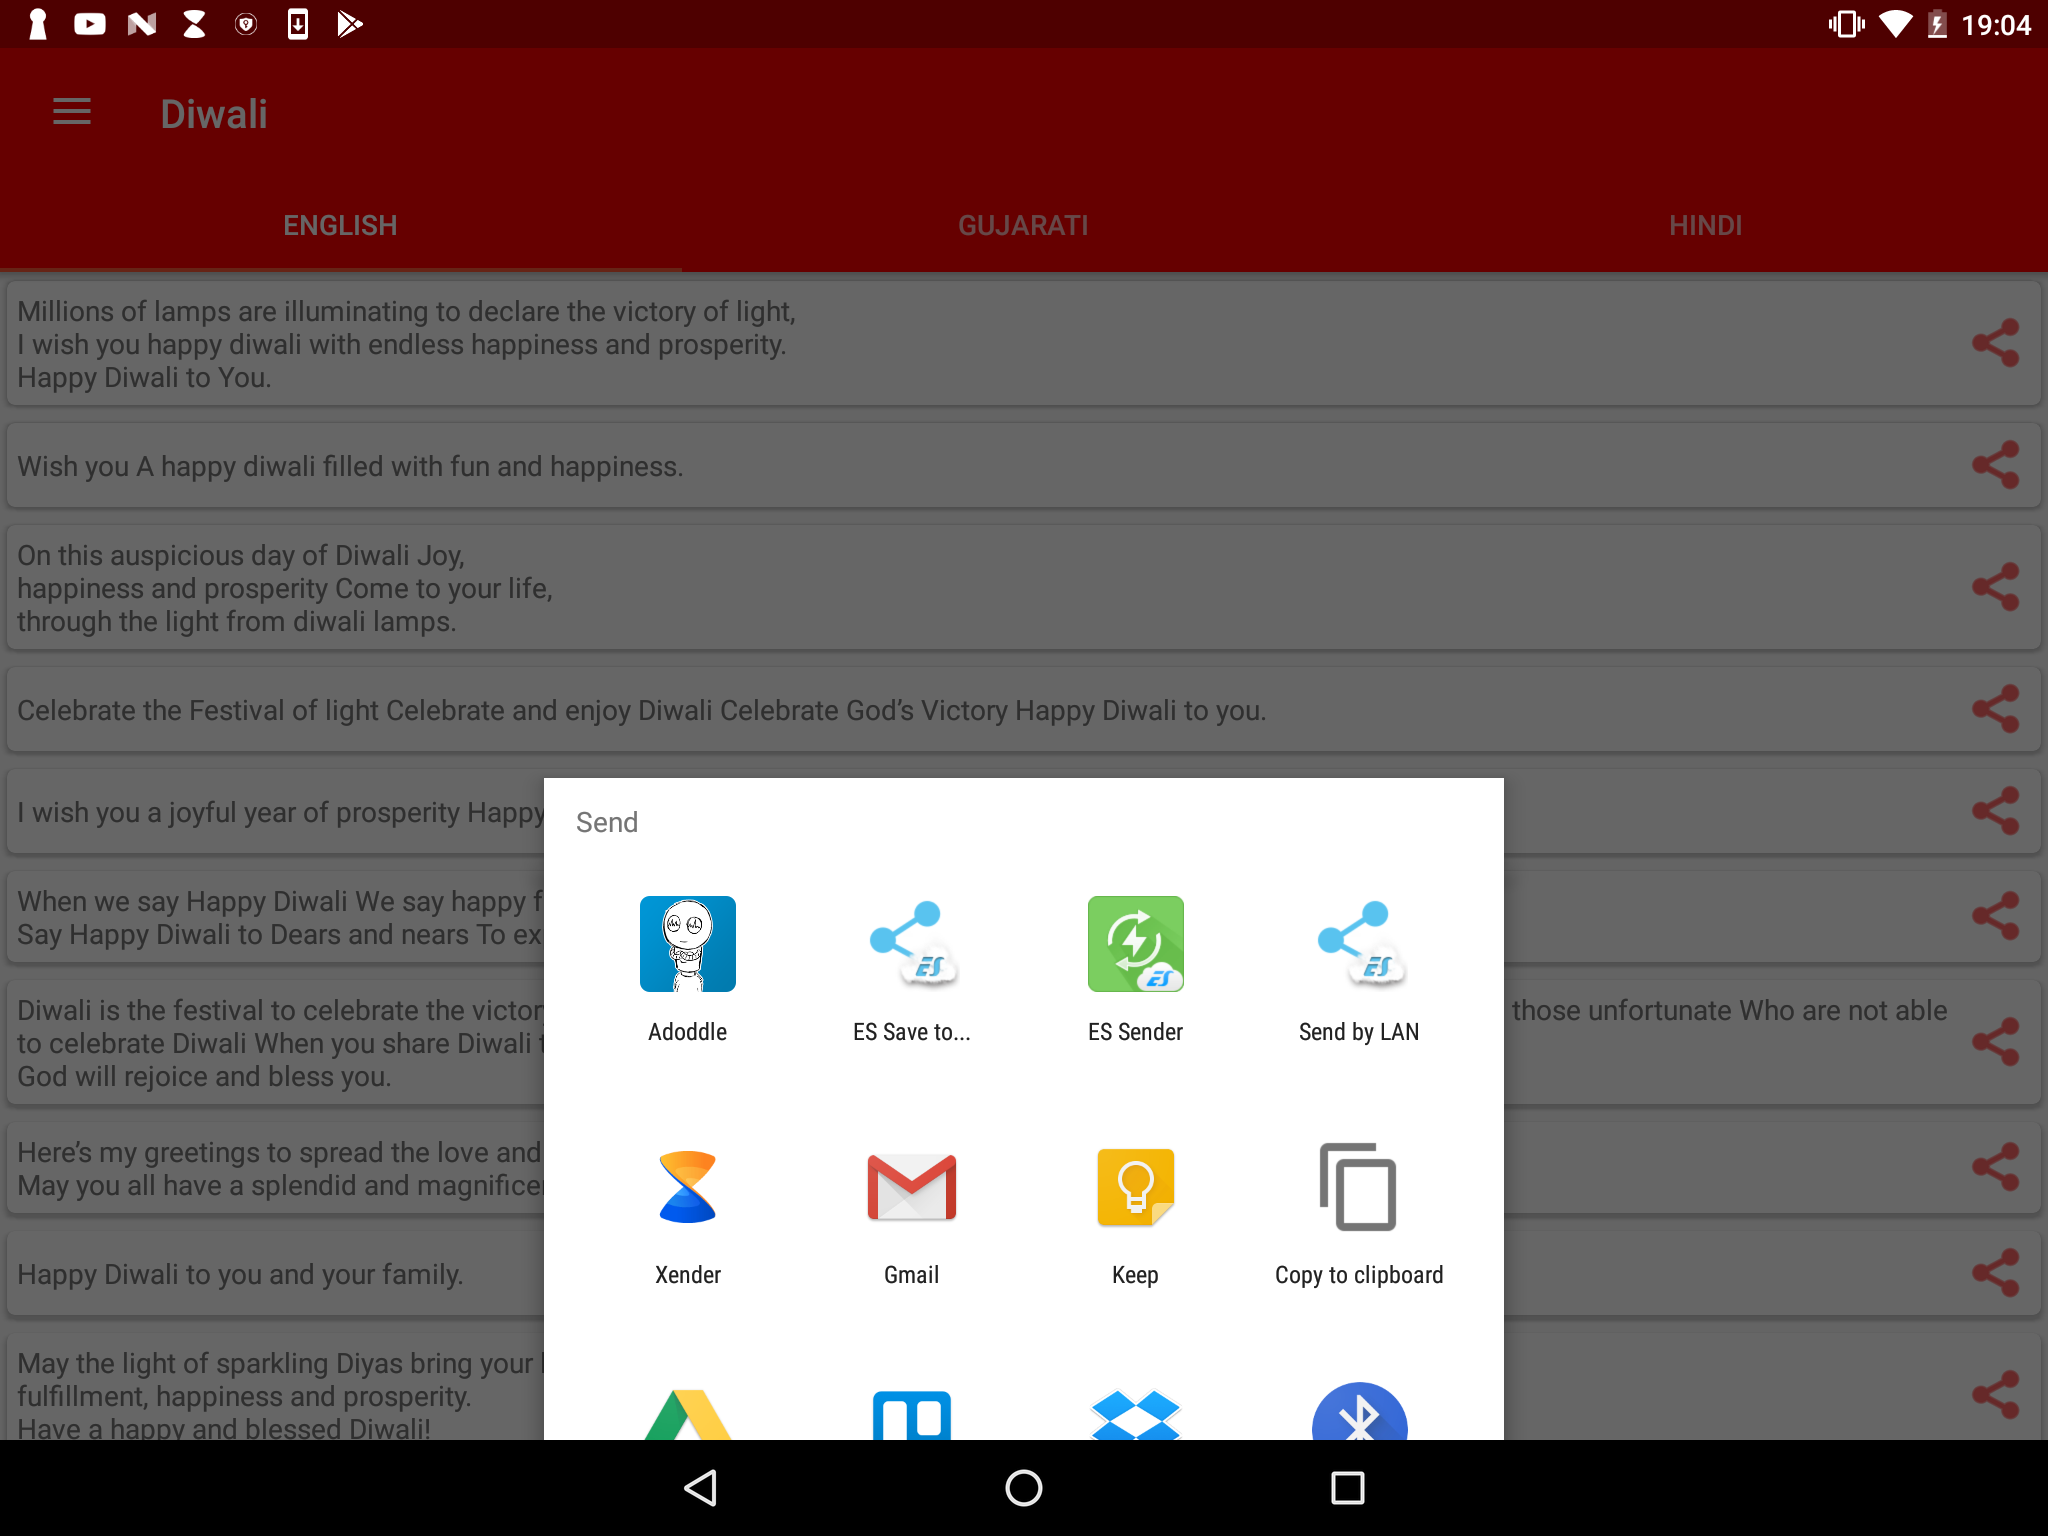 19:04
Diwali
ENGLISH
GUJARATI
HINDI
Millions of lamps are illuminating to declare the victory of light,
I wish you happy diwali with endless happiness and prosperity.
Happy Diwali to You.
Wish you A happy diwali filled with fun and happiness.
On this auspicious day of Diwali Joy,
happiness and prosperity Come to your life,
through the light from diwali lamps.
Celebrate the Festival of light Celebrate and enjoy Diwali Celebrate God’s Victory Happy Diwali to you.
I wish you a joyful year of prosperity Happy
When we say Happy Diwali We say happy
Say Happy Diwali to Dears and nears To
Diwali is the festival to celebrate the those unfortunate Who are not able
to celebrate Diwali When you share Diwali
God will rejoice and bless you.
Here’s my greetings to spread the love and
May you all have a splendid and
Happy Diwali to you and your family.
May the light of sparkling Diyas bring your
fulfillment, happiness and prosperity.
Have a happy and blessed Diwali!
Send
Adoddle
ES Save to...
ES Sender
Send by LAN
ES
ES
ES
Xender
Gmail
Keep
Copy to clipboard